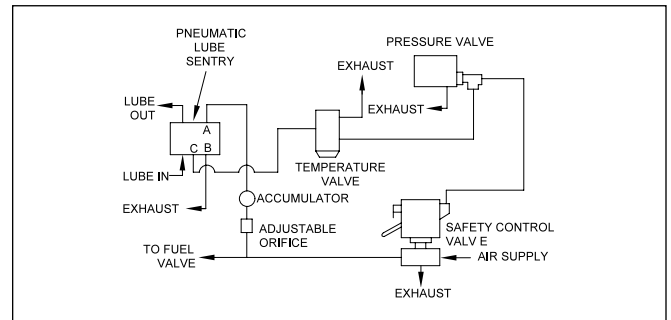 PNEUMATIC
LUBE
SENTRY
PRESSURE VALVE
EXHAUST
LUBE
OUT
A
EXHAUST
C B
LUBE IN
TEMPERATURE
VALVE
EXHAUST
ACCUMULATOR
ADJUSTABLE
ORIFICE
SAFETY CONTROL
VALV E
TO FUEL
VALVE
AIR SUPPLY
EXHAUST